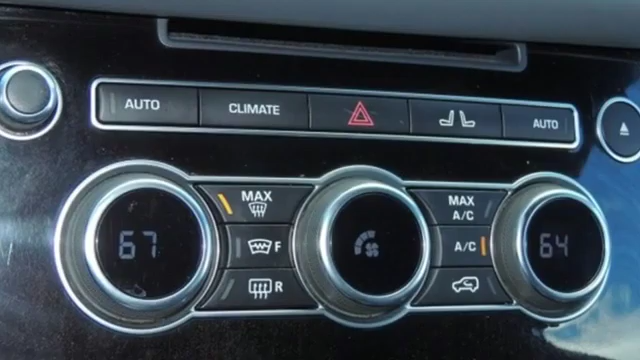 AUTO CLIMATE AUTO
MAX MAX A/C
67 F A/C 64
R